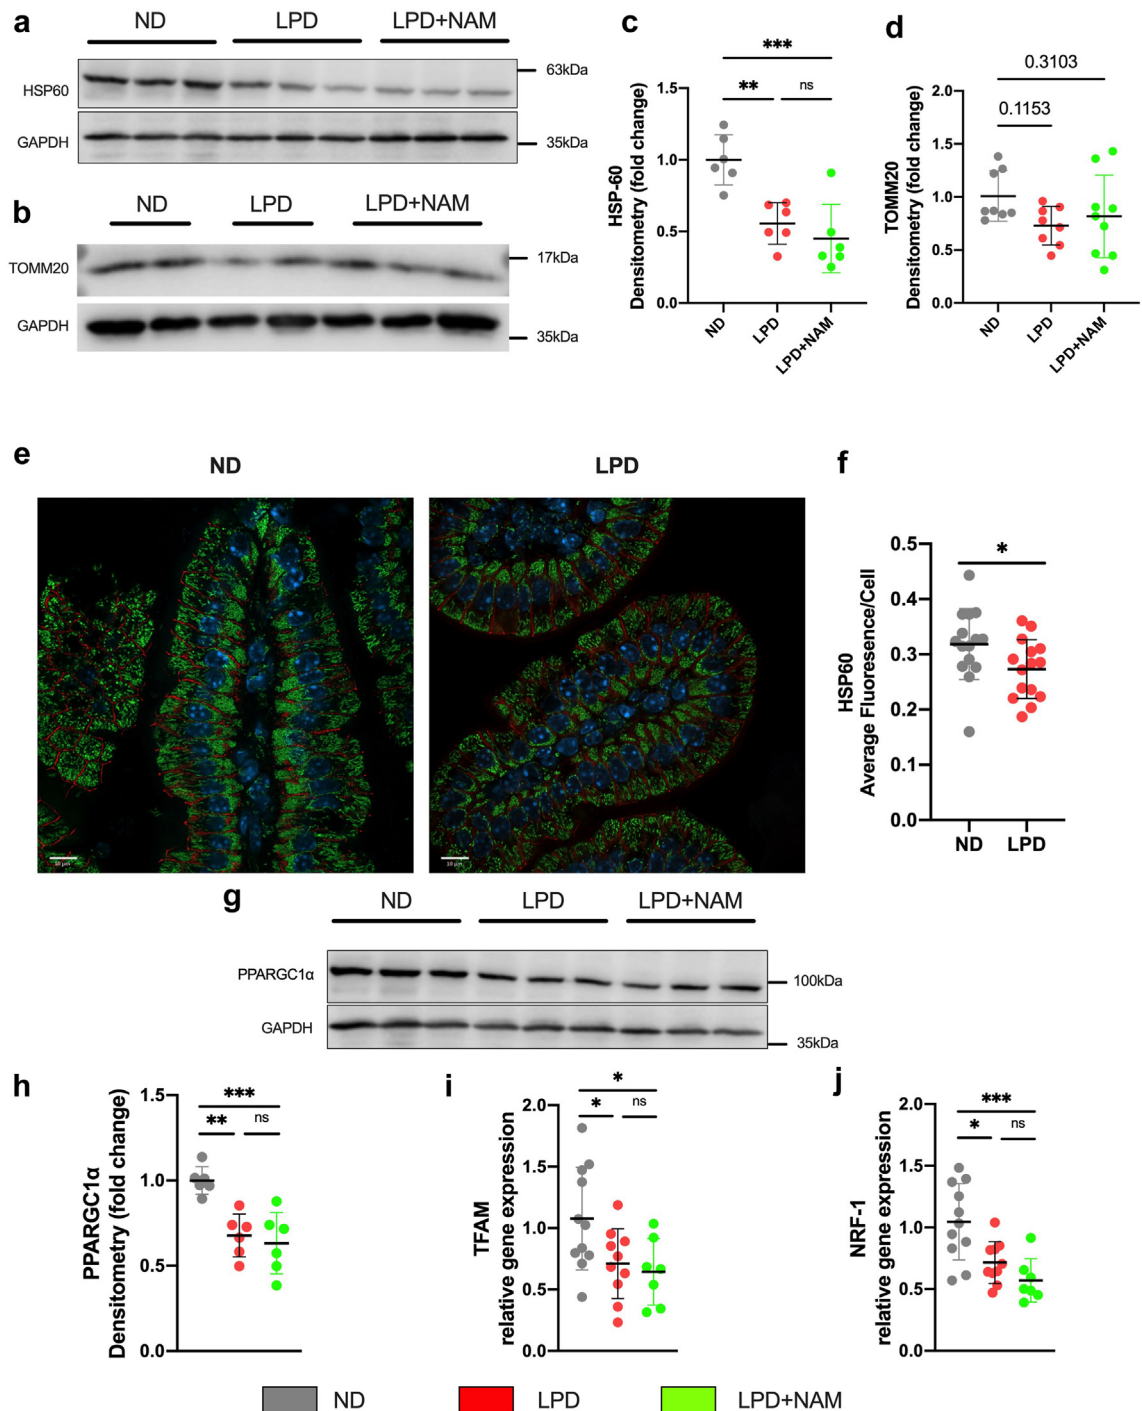 a
ND LPD LPD+NAM
HSP60
63kDa
GAPDH
35kDa
b
ND LPD LPD+NAM
TOMM20
17kDa
GAPDH
35kDa
c
***
** ns
HSP-60
Densitometry (fold change)
1.5
1.0
0.5
0.0
ND LPD LPD+NAM
d
0.3103
0.1153
TOMM20
Densitometry (fold change)
2.0
1.5
1.0
0.5
0.0
ND LPD LPD+NAM
e
ND LPD
10 µm
10 µm
f
*
HSP60
Average Fluoresence/Cell
0.5
0.4
0.3
0.2
0.1
0.0
ND LPD
g
ND LPD LPD+NAM
PPARGC1α
100kDa
GAPDH
35kDa
h
***
** ns
PPARGC1α
Densitometry (fold change)
1.5
1.0
0.5
0.0
i
*
* ns
TFAM
relative gene expression
2.0
1.5
1.0
0.5
0.0
j
***
* ns
NRF-1
relative gene expression
2.0
1.5
1.0
0.5
0.0
ND LPD LPD+NAM